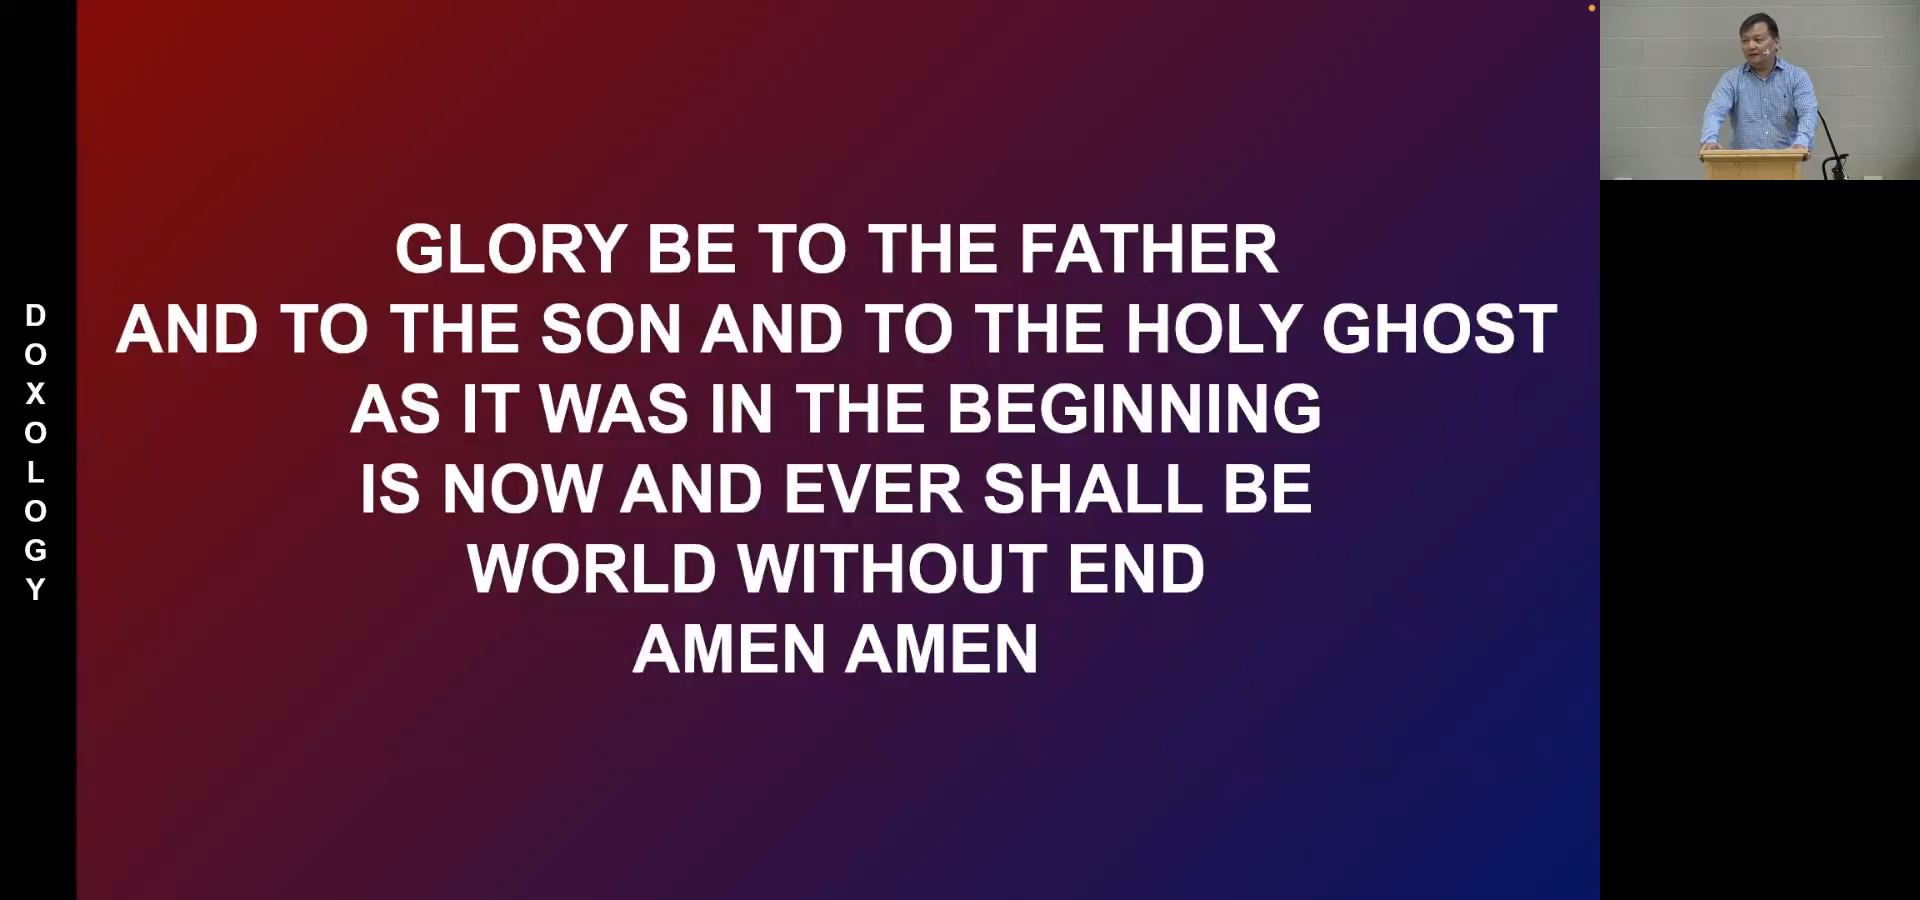 DOXOLOGY
GLORY BE TO THE FATHER
AND TO THE SON AND TO THE HOLY GHOST
AS IT WAS IN THE BEGINNING
IS NOW AND EVER SHALL BE
WORLD WITHOUT END
AMEN AMEN